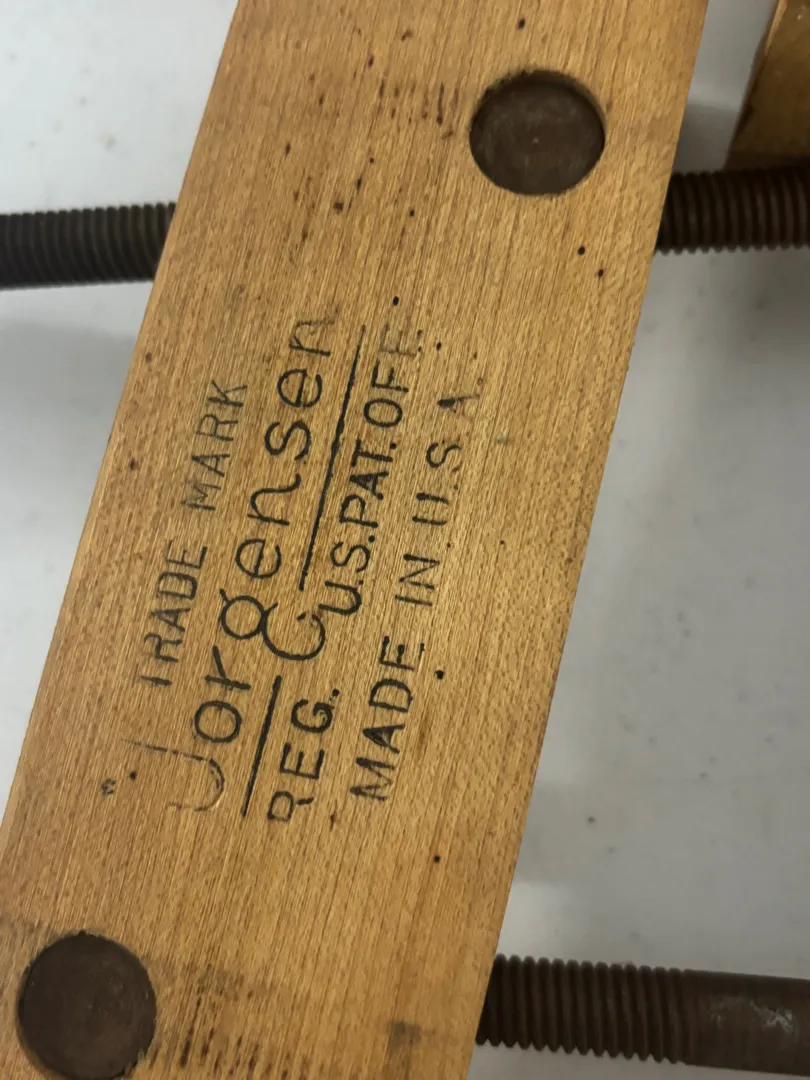 TRADE MARK
"Jorgensen
REG. U.S.PAT.OFF.
MADE IN U.S.A.